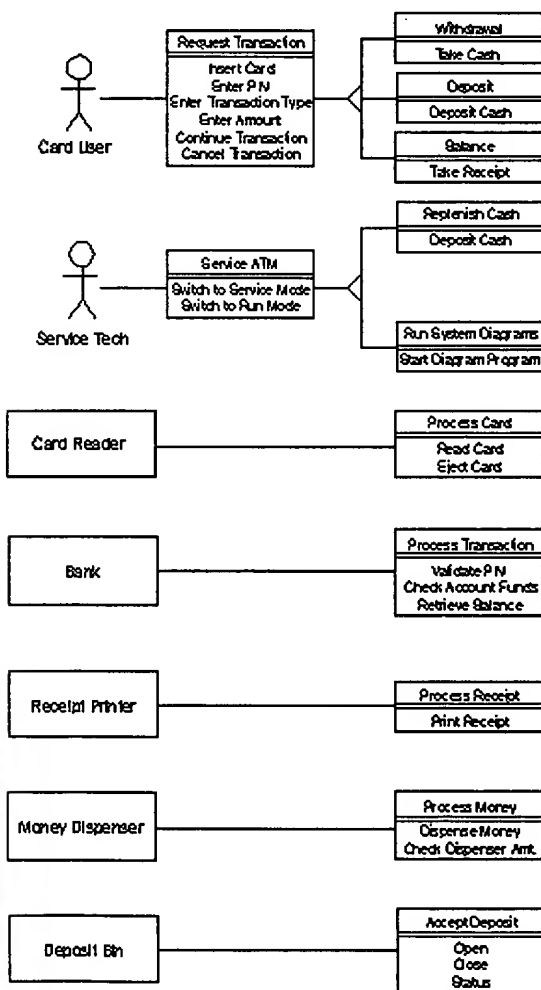 Request Transaction
Insert Card
Enter PIN
Enter Transaction Type
Enter Amount
Continue Transaction
Cancel Transaction
Card User
Withdrawal
Take Cash
Deposit
Deposit Cash
Balance
Take Receipt
Service ATM
Switch to Service Mode
Switch to Run Mode
Service Tech
Replenish Cash
Deposit Cash
Run System Diagrams
Start Diagram Program
Card Reader
Process Card
Read Card
Eject Card
Bank
Process Transaction
Validate PIN
Check Account Funds
Retrieve Balance
Receipt Printer
Process Receipt
Print Receipt
Money Dispenser
Process Money
Dispense Money
Check Dispenser Amt.
Deposit Bin
Accept Deposit
Open
Close
Status